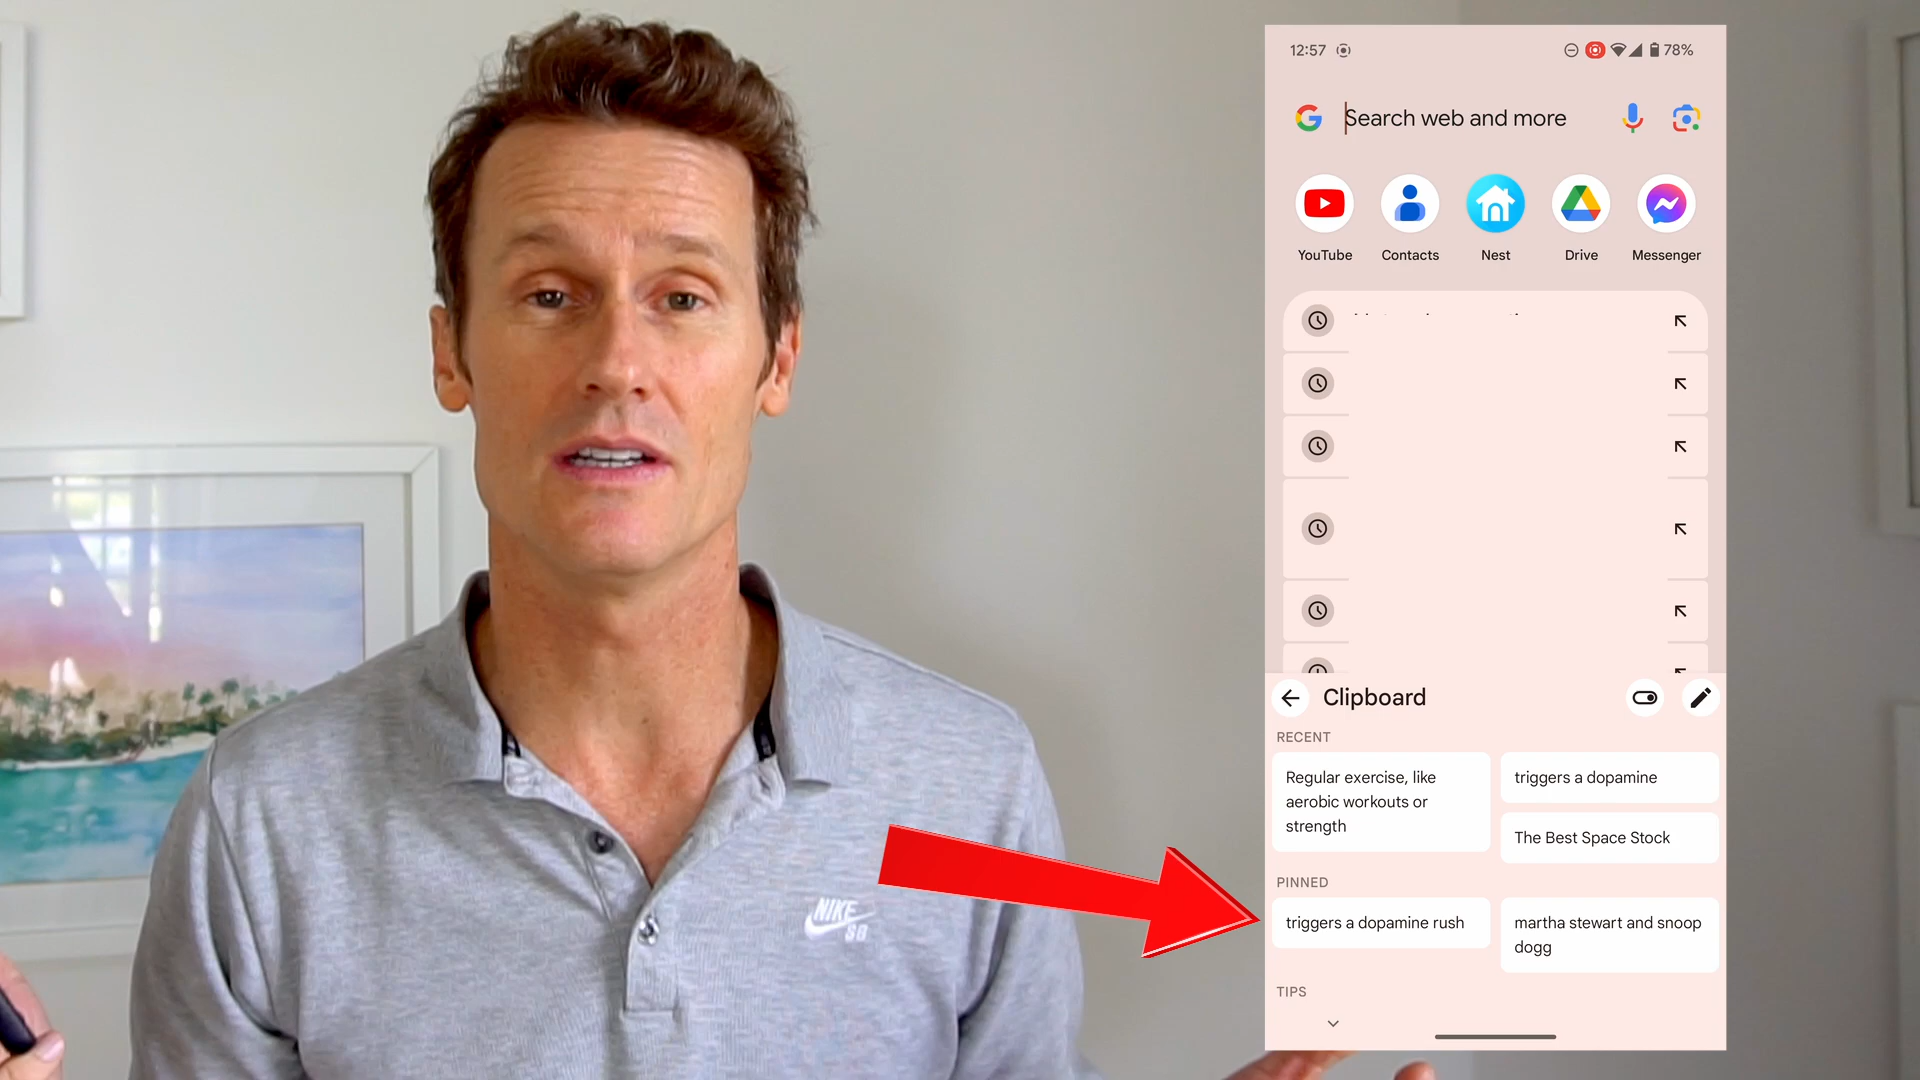 12:57
78%
Search web and more
YouTube
Contacts
Nest
Drive
Messenger
Clipboard
RECENT
Regular exercise, like
aerobic workouts or
strength
triggers a dopamine
The Best Space Stock
PINNED
triggers a dopamine rush
martha stewart and snoop
dogg
TIPS
NIKE
SB